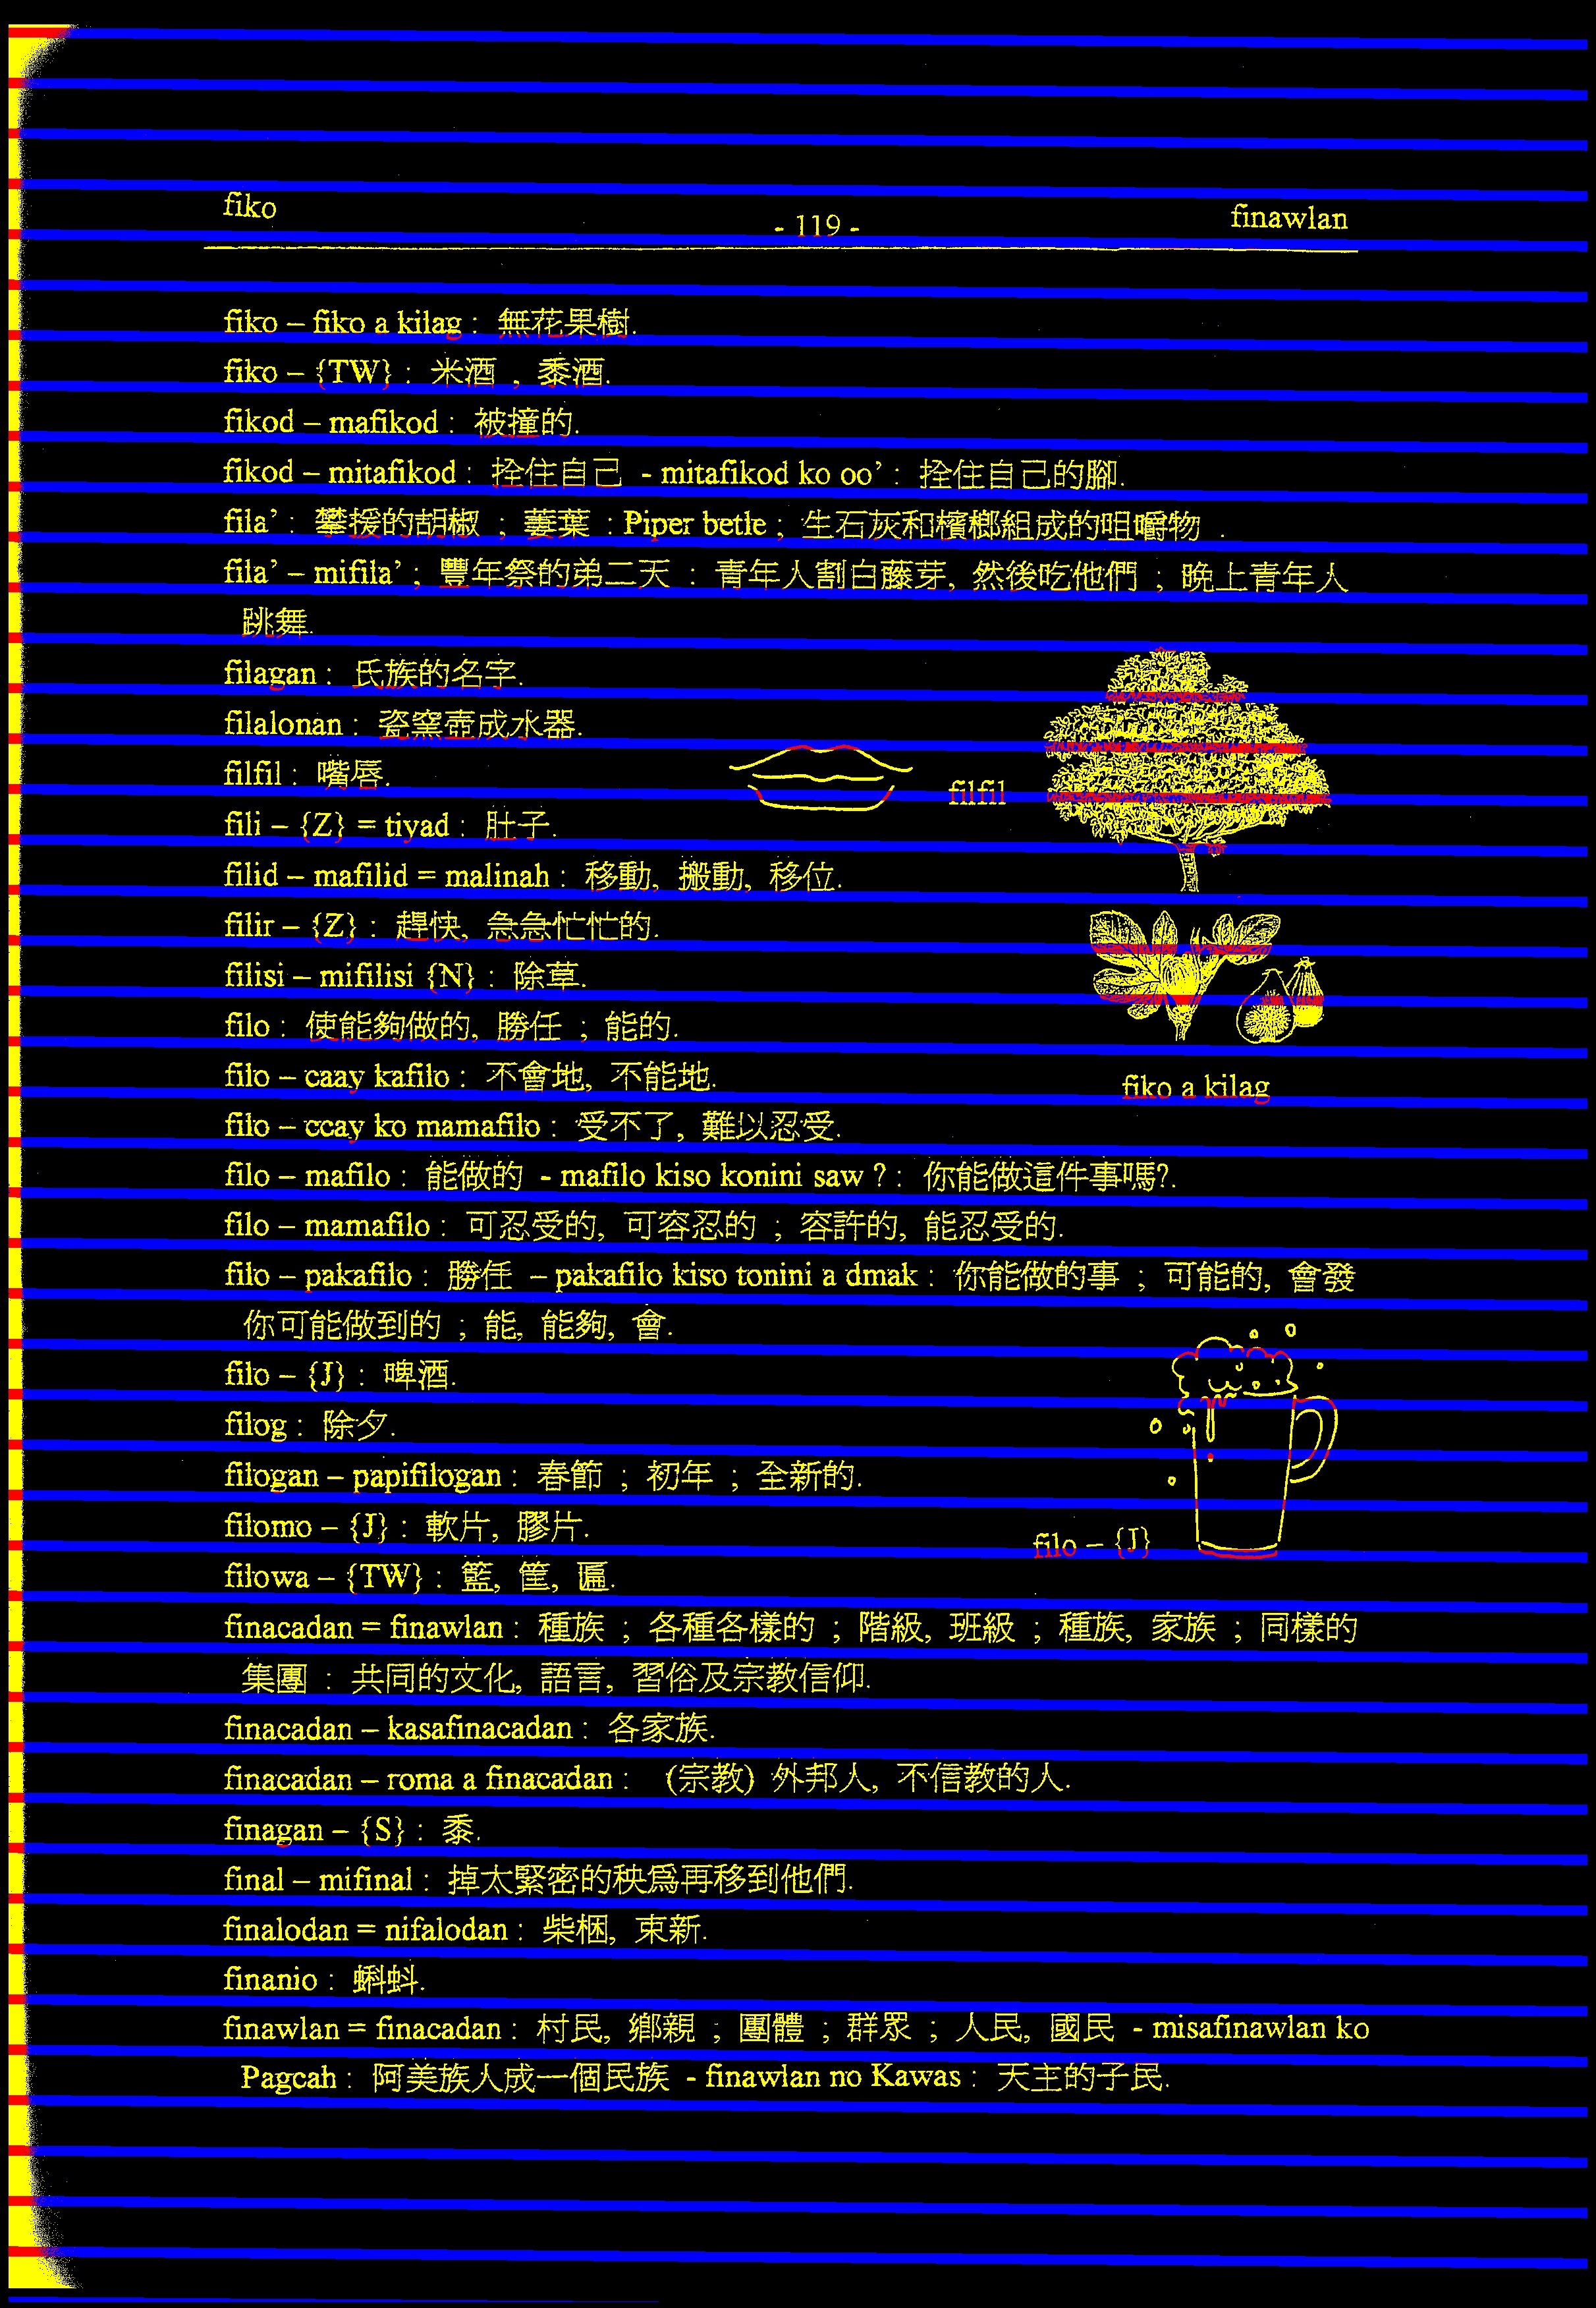 fiko
- 119 -
finawlan
fiko – fiko a kilag : 無花果樹.
fiko – {TW} : 米酒 , 黍酒.
fikod – mafikod : 被撞的.
fikod – mitafikod : 拴住自己 - mitafikod ko oo’ : 拴住自己的腳.
fila’ : 攀援的胡椒 ; 蔞葉 : Piper betle ; 生石灰和檳榔組成的咀嚼物 .
fila’ – mifila’ ; 豐年祭的弟二天 : 青年人割白藤芽, 然後吃他們 ; 晚上青年人
跳舞.
filagan : 氏族的名字.
filalonan : 瓷窯壺成水器.
filfil : 嘴唇.
filfil
fili – {Z} = tiyad : 肚子.
filid – mafilid = malinah : 移動, 搬動, 移位.
filir – {Z} : 趕快, 急急忙忙的.
filisi – mifilisi {N} : 除草.
filo : 使能夠做的, 勝任 ; 能的.
filo – caay kafilo : 不會地, 不能地.
fiko a kilag
filo – ccay ko mamafilo : 受不了, 難以忍受.
filo – mafilo : 能做的 - mafilo kiso konini saw ? : 你能做這件事嗎?.
filo – mamafilo : 可忍受的, 可容忍的 ; 容許的, 能忍受的.
filo – pakafilo : 勝任 – pakafilo kiso tonini a dmak : 你能做的事 ; 可能的, 會發
你可能做到的 ; 能, 能夠, 會.
filo – {J} : 啤酒.
filog : 除夕.
filogan – papifilogan : 春節 ; 初年 ; 全新的.
filomo – {J} : 軟片, 膠片.
filo – {J}
filowa – {TW} : 籃, 筐, 匾.
finacadan = finawlan : 種族 ; 各種各樣的 ; 階級, 班級 ; 種族, 家族 ; 同樣的
集團 : 共同的文化, 語言, 習俗及宗教信仰.
finacadan – kasafinacadan : 各家族.
finacadan – roma a finacadan : (宗教) 外邦人, 不信教的人.
finagan – {S} : 黍.
final – mifinal : 掉太緊密的秧爲再移到他們.
finalodan = nifalodan : 柴梱, 束新.
finanio : 蝌蚪.
finawlan = finacadan : 村民, 鄉親 ; 團體 ; 群眾 ; 人民, 國民 - misafinawlan ko
Pagcah : 阿美族人成一個民族 - finawlan no Kawas : 天主的子民.